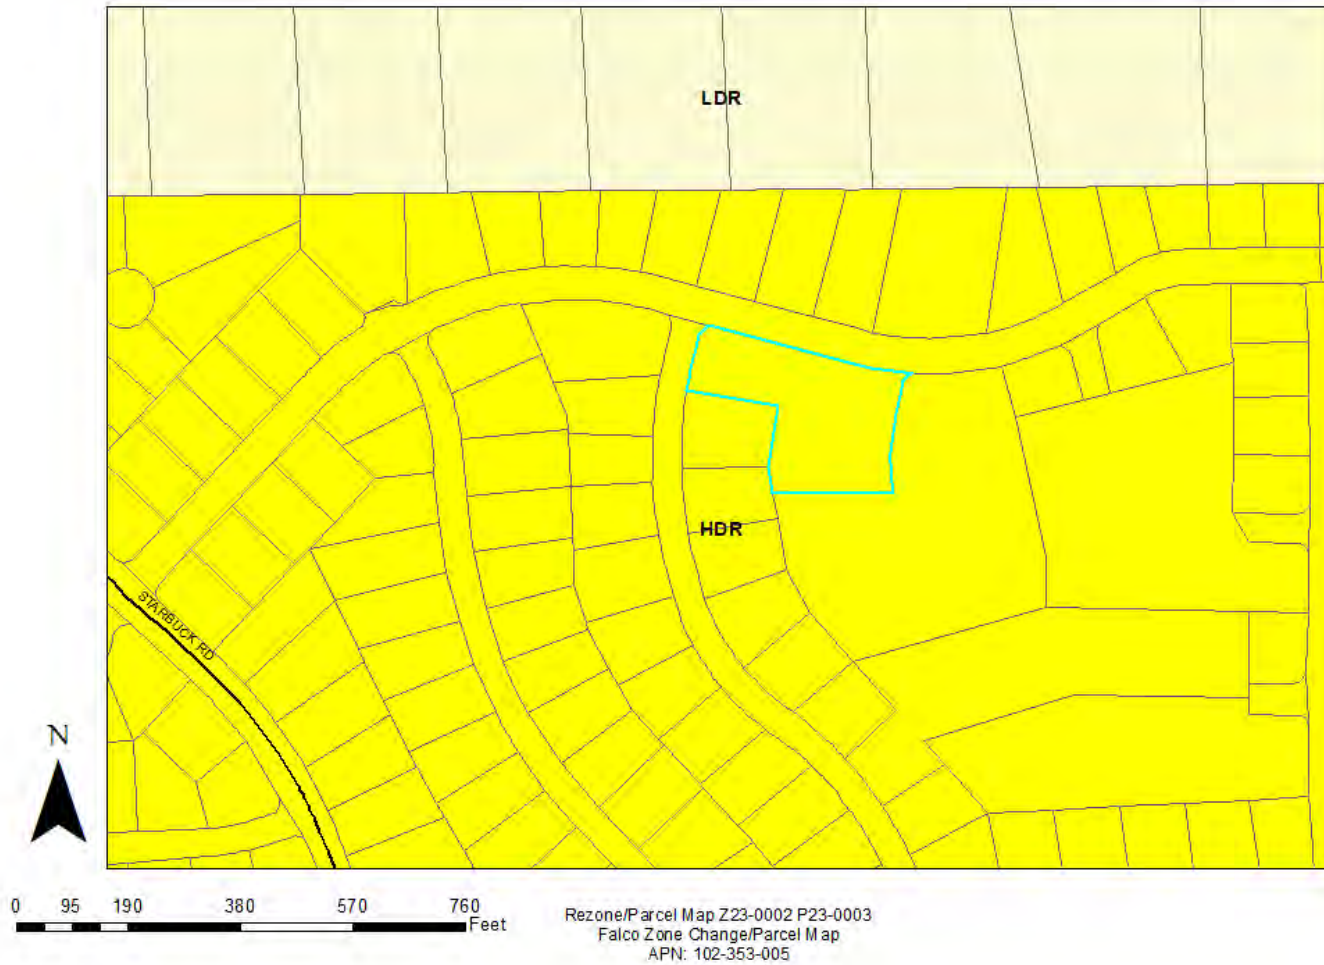 LDR
HDR
STARBUCK RD
N
0 95 190 380 570 760
Feet
Rezone/Parcel Map Z23-0002 P23-0003
Falco Zone Change/Parcel Map
APN: 102-353-005